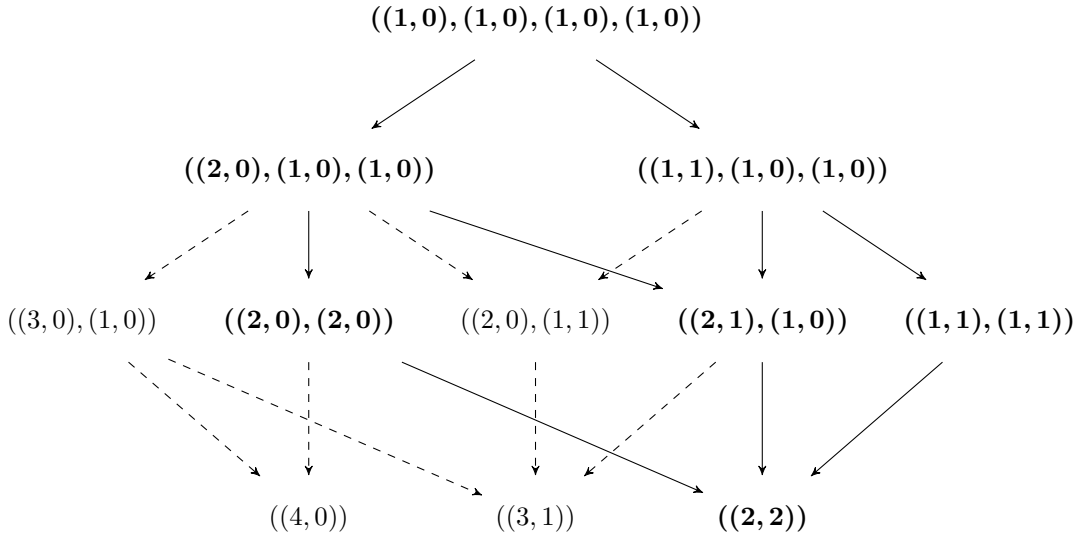 ((1, 0), (1, 0), (1, 0), (1, 0))
((2, 0), (1, 0), (1, 0)) ((1, 1), (1, 0), (1, 0))
((3, 0), (1, 0)) ((2, 0), (2, 0)) ((2, 0), (1, 1)) ((2, 1), (1, 0)) ((1, 1), (1, 1))
((4, 0)) ((3, 1)) ((2, 2))